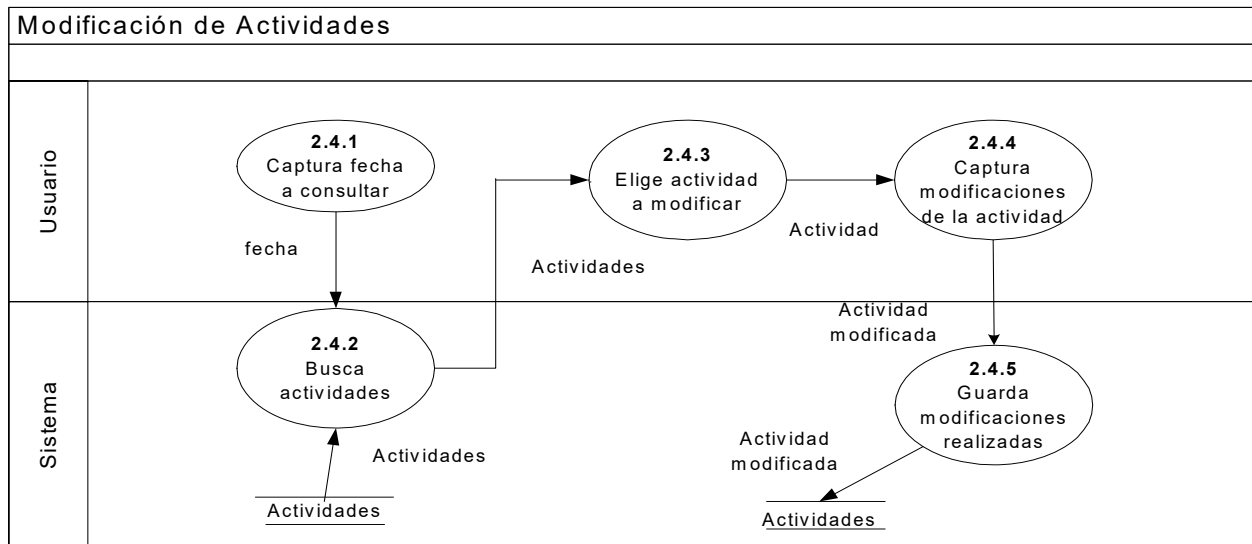 Modificación de Actividades
Usuario
2.4.1
Captura fecha
a consultar
2.4.3
Elige actividad
a modificar
2.4.4
Captura
modificaciones
de la actividad
fecha
Actividades
Actividad
Sistema
2.4.2
Busca
actividades
Actividad
modificada
2.4.5
Guarda
modificaciones
realizadas
Actividades
Actividad
modificada
Actividades
Actividades